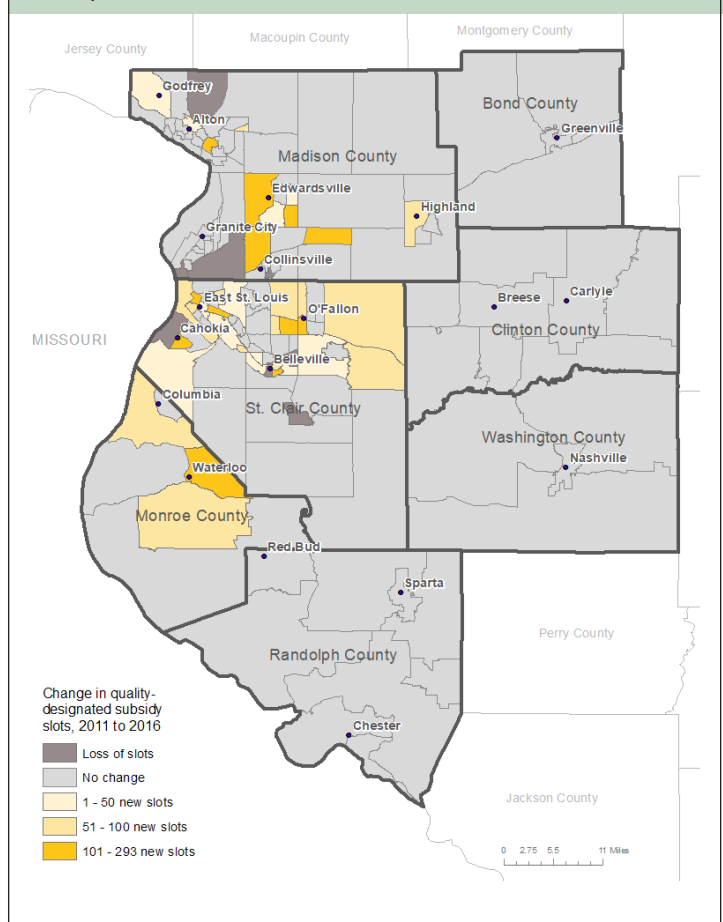 Jersey County
Macoupin County
Montgomery County
Godfrey
Alton
Bond County
Greenville
Madison County
Edwardsville
Highland
Granite City
Collinsville
East St. Louis
O'Fallon
Breese
Carlyle
Cahokia
Clinton County
MISSOURI
Belleville
Columbia
St. Clair County
Washington County
Nashville
Waterloo
Monroe County
Red Bud
Sparta
Perry County
Randolph County
Chester
Jackson County
Change in quality-
designated subsidy
slots, 2011 to 2016
Loss of slots
No change
1 - 50 new slots
51 - 100 new slots
101 - 293 new slots
0 2.75 5.5 11 Miles